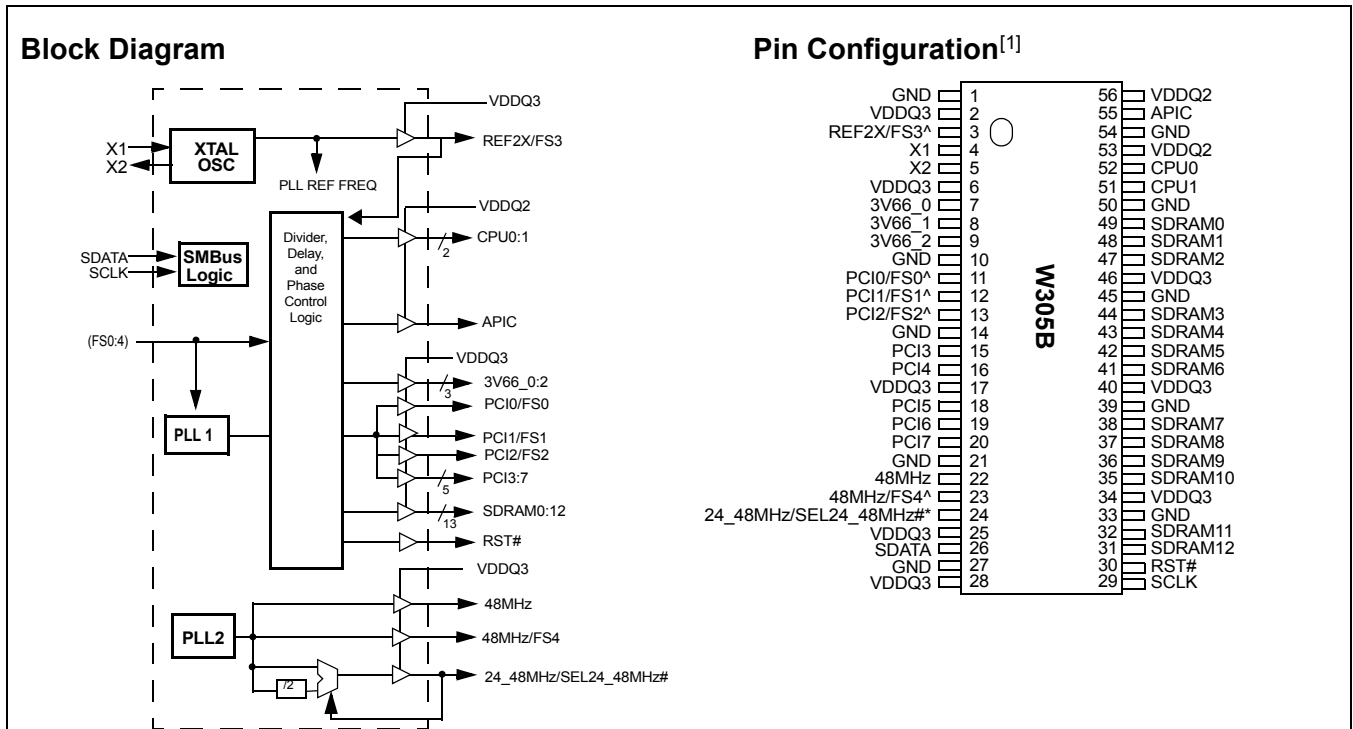 Block Diagram
VDDQ3
X1
X2
XTAL
OSC
REF2X/FS3
PLL REF FREQ
VDDQ2
Divider,
Delay,
and
Phase
Control
Logic
CPU0:1
2
SDATA
SCLK
SMBus
Logic
APIC
(FS0:4)
VDDQ3
3V66_0:2
3
PCI0/FS0
PLL 1
PCI1/FS1
PCI2/FS2
PCI3:7
5
SDRAM0:12
13
RST#
VDDQ3
48MHz
PLL2
48MHz/FS4
24_48MHz/SEL24_48MHz#
/2
Pin Configuration[1]
W305B
GND 1
VDDQ3 2
REF2X/FS3^ 3
X1 4
X2 5
VDDQ3 6
3V66_0 7
3V66_1 8
3V66_2 9
GND 10
PCI0/FS0^ 11
PCI1/FS1^ 12
PCI2/FS2^ 13
GND 14
PCI3 15
PCI4 16
VDDQ3 17
PCI5 18
PCI6 19
PCI7 20
GND 21
48MHz 22
48MHz/FS4^ 23
24_48MHz/SEL24_48MHz#* 24
VDDQ3 25
SDATA 26
GND 27
VDDQ3 28
56 VDDQ2
55 APIC
54 GND
53 VDDQ2
52 CPU0
51 CPU1
50 GND
49 SDRAM0
48 SDRAM1
47 SDRAM2
46 VDDQ3
45 GND
44 SDRAM3
43 SDRAM4
42 SDRAM5
41 SDRAM6
40 VDDQ3
39 GND
38 SDRAM7
37 SDRAM8
36 SDRAM9
35 SDRAM10
34 VDDQ3
33 GND
32 SDRAM11
31 SDRAM12
30 RST#
29 SCLK